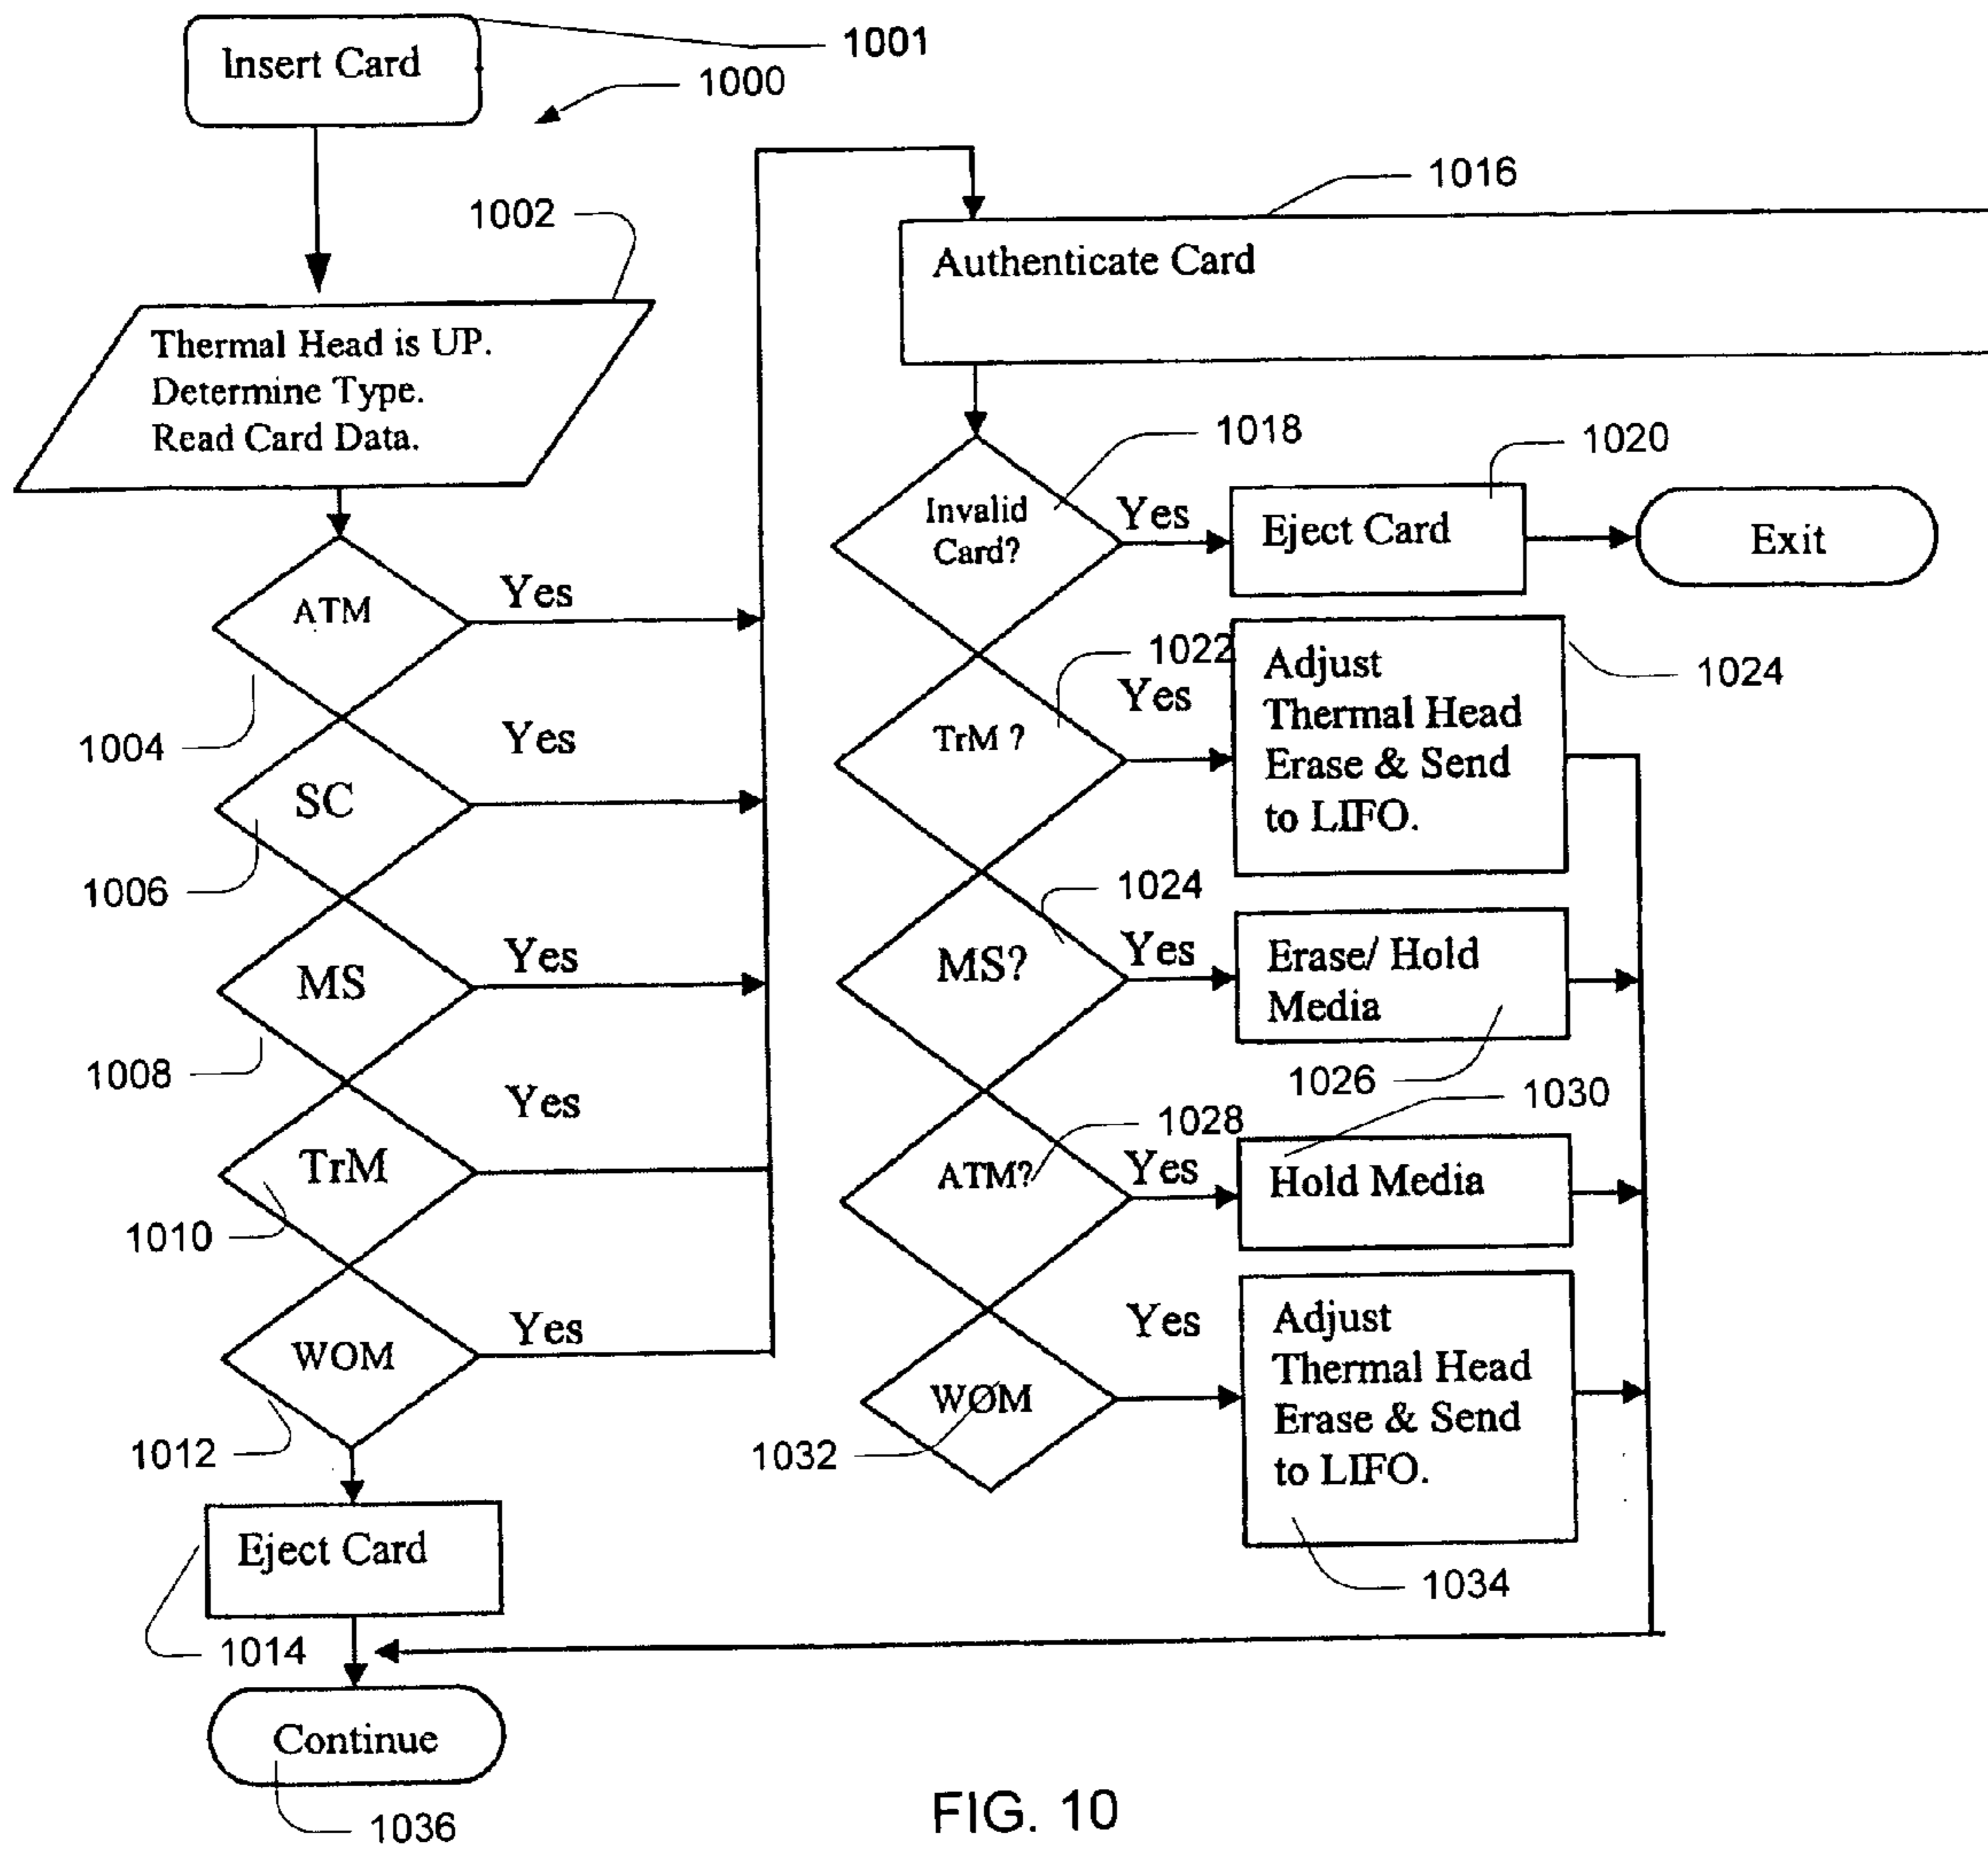 Insert Card
1001
1000
1002
Thermal Head is UP.
Determine Type.
Read Card Data.
ATM
Yes
1004
SC
Yes
1006
MS
Yes
1008
TrM
Yes
1010
WOM
Yes
1012
Eject Card
1014
Continue
1036
1016
Authenticate Card
1018
Invalid
Card?
Yes
1020
Eject Card
Exit
1022
TrM ?
Yes
Adjust
Thermal Head
Erase & Send
to LIFO.
1024
1024
MS?
Yes
Erase/ Hold
Media
1026
1028
ATM?
Yes
1030
Hold Media
WOM
1032
Yes
Adjust
Thermal Head
Erase & Send
to LIFO.
1034
FIG. 10